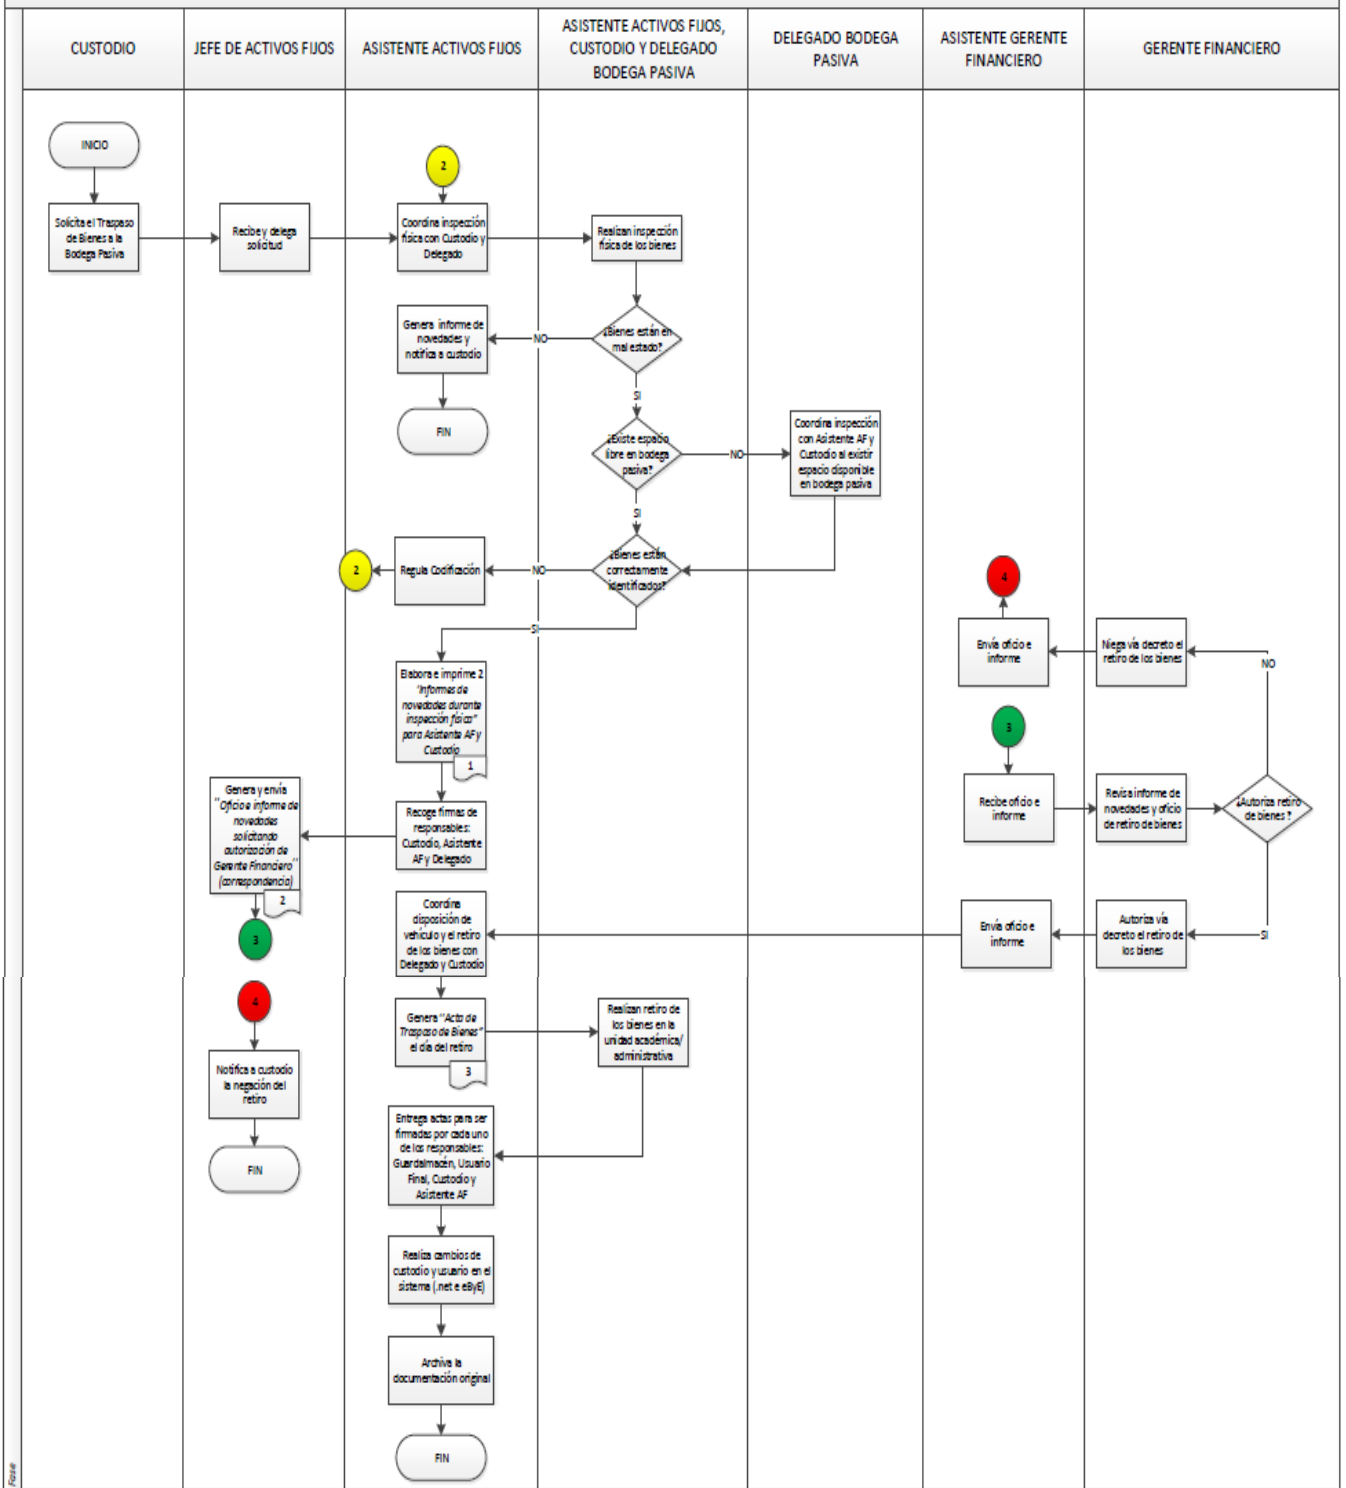 CUSTODIO
JEFE DE ACTIVOS FIJOS
ASISTENTE ACTIVOS FIJOS
ASISTENTE ACTIVOS FIJOS,
CUSTODIO Y DELEGADO
BODEGA PASIVA
DELEGADO BODEGA
PASIVA
ASISTENTE GERENTE
FINANCIERO
GERENTE FINANCIERO
INICIO
Solicita el Traspaso
de Bienes a la
Bodega Pasiva
Recibe y delega
solicitud
2
Coordina inspección
física con Custodio y
Delegado
Realizan inspección
física de los bienes
¿Bienes están en
mal estado?
NO
Genera informe de
novedades y
notifica a custodio
FIN
SI
¿Existe espacio
libre en bodega
pasiva?
NO
Coordina inspección
con Asistente AF y
Custodio al existir
espacio disponible
en bodega pasiva
SI
¿Bienes están
correctamente
identificados?
NO
Regula Codificación
2
SI
Elabora e imprime 2
"Informes de
novedades durante
inspección física"
para Asistente AF y
Custodio
1
Recoge firmas de
responsables:
Custodio, Asistente
AF y Delegado
Genera y envía
"Oficio e informe de
novedades
solicitando
autorización de
Gerente Financiero"
(correspondencia)
2
3
4
Envía oficio e
informe
Niega vía decreto el
retiro de los bienes
NO
3
Recibe oficio e
informe
Revisa informe de
novedades y oficio
de retiro de bienes
¿Autoriza retiro
de bienes?
SI
Autoriza vía
decreto el retiro de
los bienes
Envía oficio e
informe
Coordina
disposición de
vehículo y el retiro
de los bienes con
Delegado y Custodio
4
Notifica a custodio
la negación del
retiro
FIN
Genera "Acta de
Traspaso de Bienes"
el día del retiro
3
Realizan retiro de
los bienes en la
unidad académica/
administrativa
Entrega actas para ser
firmadas por cada uno
de los responsables:
Guardalmacén, Usuario
Final, Custodio y
Asistente AF
Realiza cambios de
custodio y usuario en el
sistema (.net e eByE)
Archiva la
documentación original
FIN
Fase